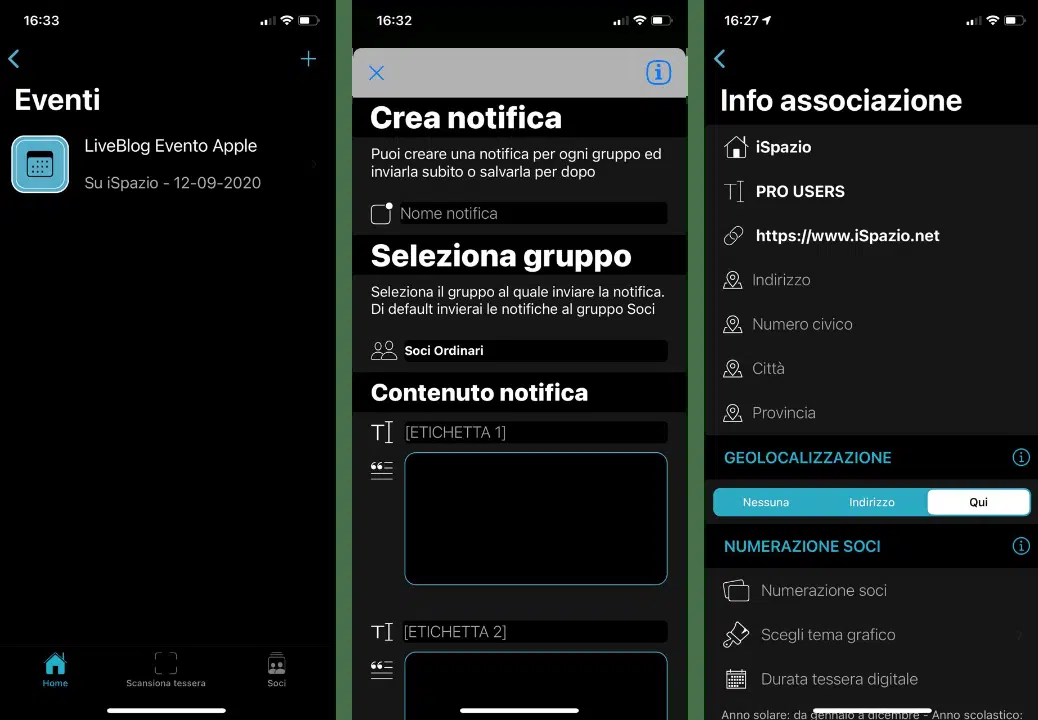 16:33
Eventi
LiveBlog Evento Apple
Su iSpazio - 12-09-2020
Home
Scansiona tessera
Soci
16:32
Crea notifica
Puoi creare una notifica per ogni gruppo ed
inviarla subito o salvarla per dopo
Nome notifica
Seleziona gruppo
Seleziona il gruppo al quale inviare la notifica.
Di default invierai le notifiche al gruppo Soci
Soci Ordinari
Contenuto notifica
[ETICHETTA 1]
[ETICHETTA 2]
16:27
Info associazione
iSpazio
PRO USERS
https://www.iSpazio.net
Indirizzo
Numero civico
Città
Provincia
GEOLOCALIZZAZIONE
Nessuna
Indirizzo
Qui
NUMERAZIONE SOCI
Numerazione soci
Scegli tema grafico
Durata tessera digitale
Anno solare: da gennaio a dicembre - Anno scolastico: